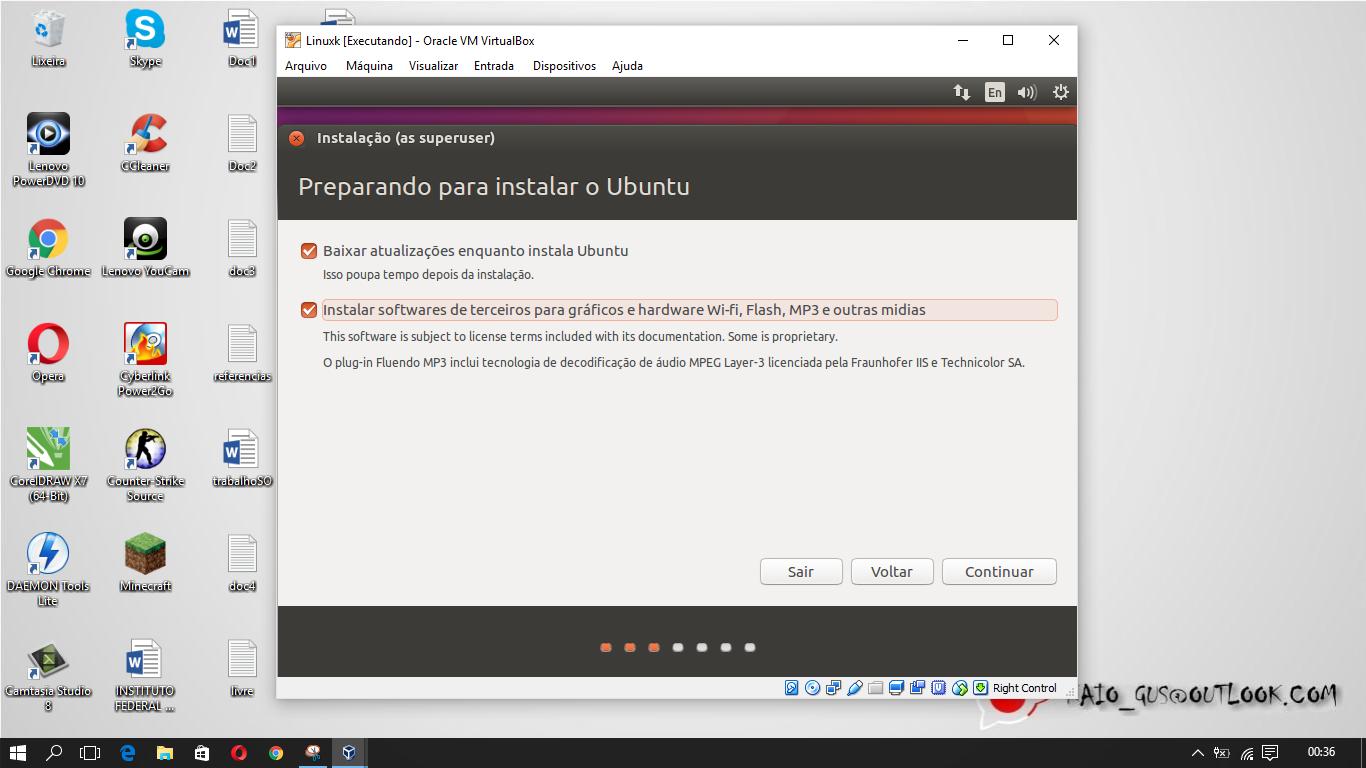 Lixeira
Skype
Doc1
Lenovo
PowerDVD 10
CCleaner
Doc2
Google Chrome
Lenovo YouCam
doc3
Opera
Cyberlink
Power2Go
referencias
CorelDRAW X7
(64-Bit)
Counter-Strike
Source
trabalhoSO
DAEMON Tools
Lite
Minecraft
doc4
Camtasia Studio
8
INSTITUTO
FEDERAL ...
livre
Linuxk [Executando] - Oracle VM VirtualBox
Arquivo Máquina Visualizar Entrada Dispositivos Ajuda
En
Instalação (as superuser)
Preparando para instalar o Ubuntu
Baixar atualizações enquanto instala Ubuntu
Isso poupa tempo depois da instalação.
Instalar softwares de terceiros para gráficos e hardware Wi-fi, Flash, MP3 e outras midias
This software is subject to license terms included with its documentation. Some is proprietary.
O plug-in Fluendo MP3 inclui tecnologia de decodificação de áudio MPEG Layer-3 licenciada pela Fraunhofer IIS e Technicolor SA.
Sair Voltar Continuar
Right Control
AIO_GUS@OUTLOOK.COM
00:36